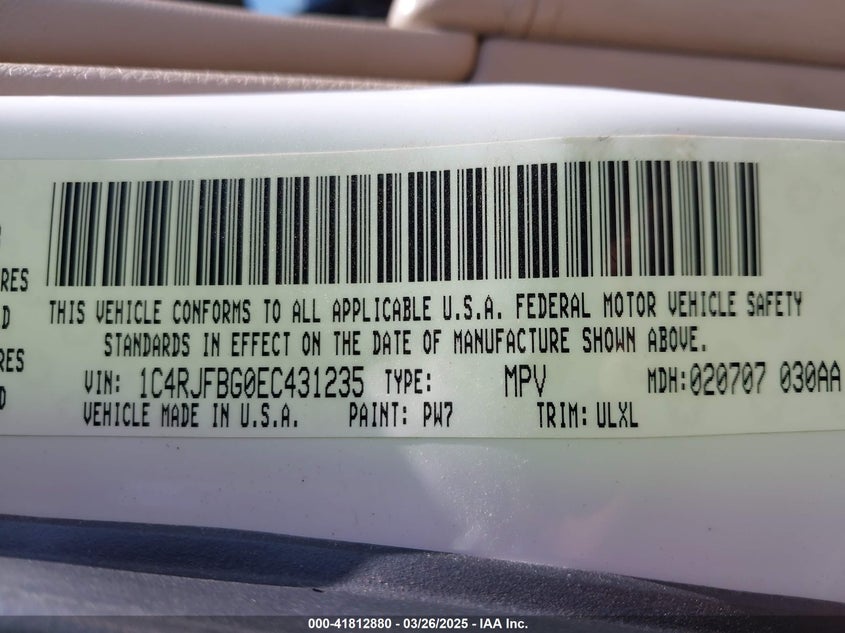 RES
D
RES
D
THIS VEHICLE CONFORMS TO ALL APPLICABLE U.S.A. FEDERAL MOTOR VEHICLE SAFETY
STANDARDS IN EFFECT ON THE DATE OF MANUFACTURE SHOWN ABOVE.
VIN: 1C4RJFBG0EC431235 TYPE: MPV MDH:020707 030AA
VEHICLE MADE IN U.S.A. PAINT: PW7 TRIM: ULXL
000-41812880 - 03/26/2025 - IAA Inc.